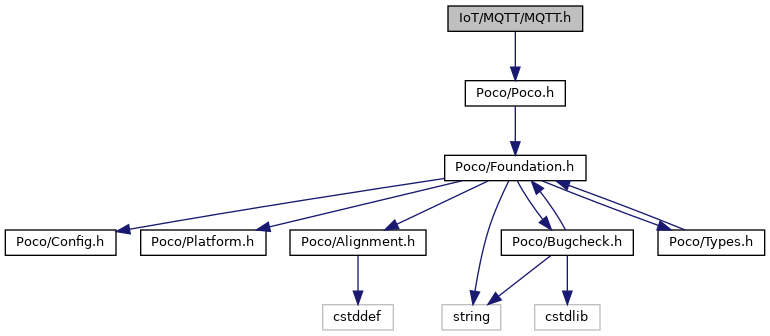 IoT/MQTT/MQTT.h
Poco/Poco.h
Poco/Foundation.h
Poco/Config.h
Poco/Platform.h
Poco/Alignment.h
Poco/Bugcheck.h
Poco/Types.h
cstddef
string
cstdlib